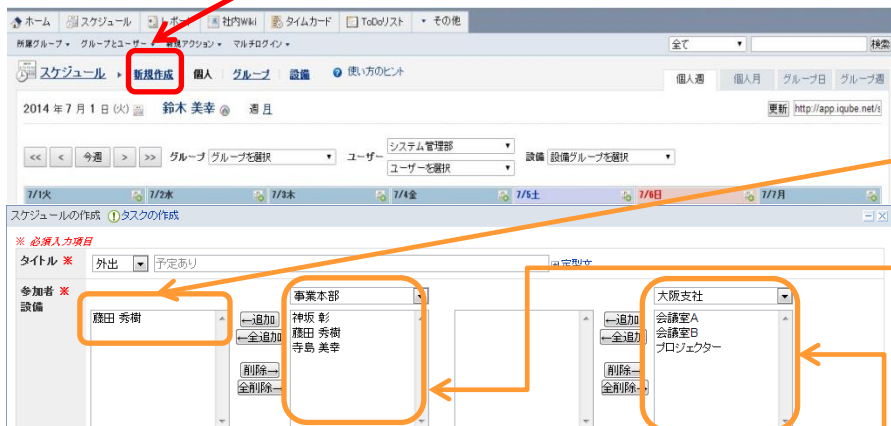 ホーム スケジュール レポート 社内Wiki タイムカード ToDoリスト その他
所属グループ グループとユーザー 新規アクション マルチログイン 全て 検索
スケジュール 新規作成 個人 グループ 設備 使い方のヒント 個人週 個人月 グループ日 グループ週
2014 年 7 月 1 日 (火) 鈴木 美幸 週 月 更新 http://app.iqube.net/s
システム管理部
<< < 今週 > >> グループ グループを選択 ユーザー 設備 設備グループを選択
ユーザーを選択
7/1火 7/2水 7/3木 7/4金 7/5土 7/6日 7/7月
スケジュールの作成 タスクの作成
※ 必須入力項目
タイトル ※ 外出 予定あり 定型文
参加者 ※ 事業本部 大阪支社
設備
藤田 秀樹 ←追加 神坂 彰 ←追加 会議室A
←全追加 藤田 秀樹 ←全追加 会議室B
寺島 美幸 プロジェクター
削除→ 削除→
全削除→ 全削除→